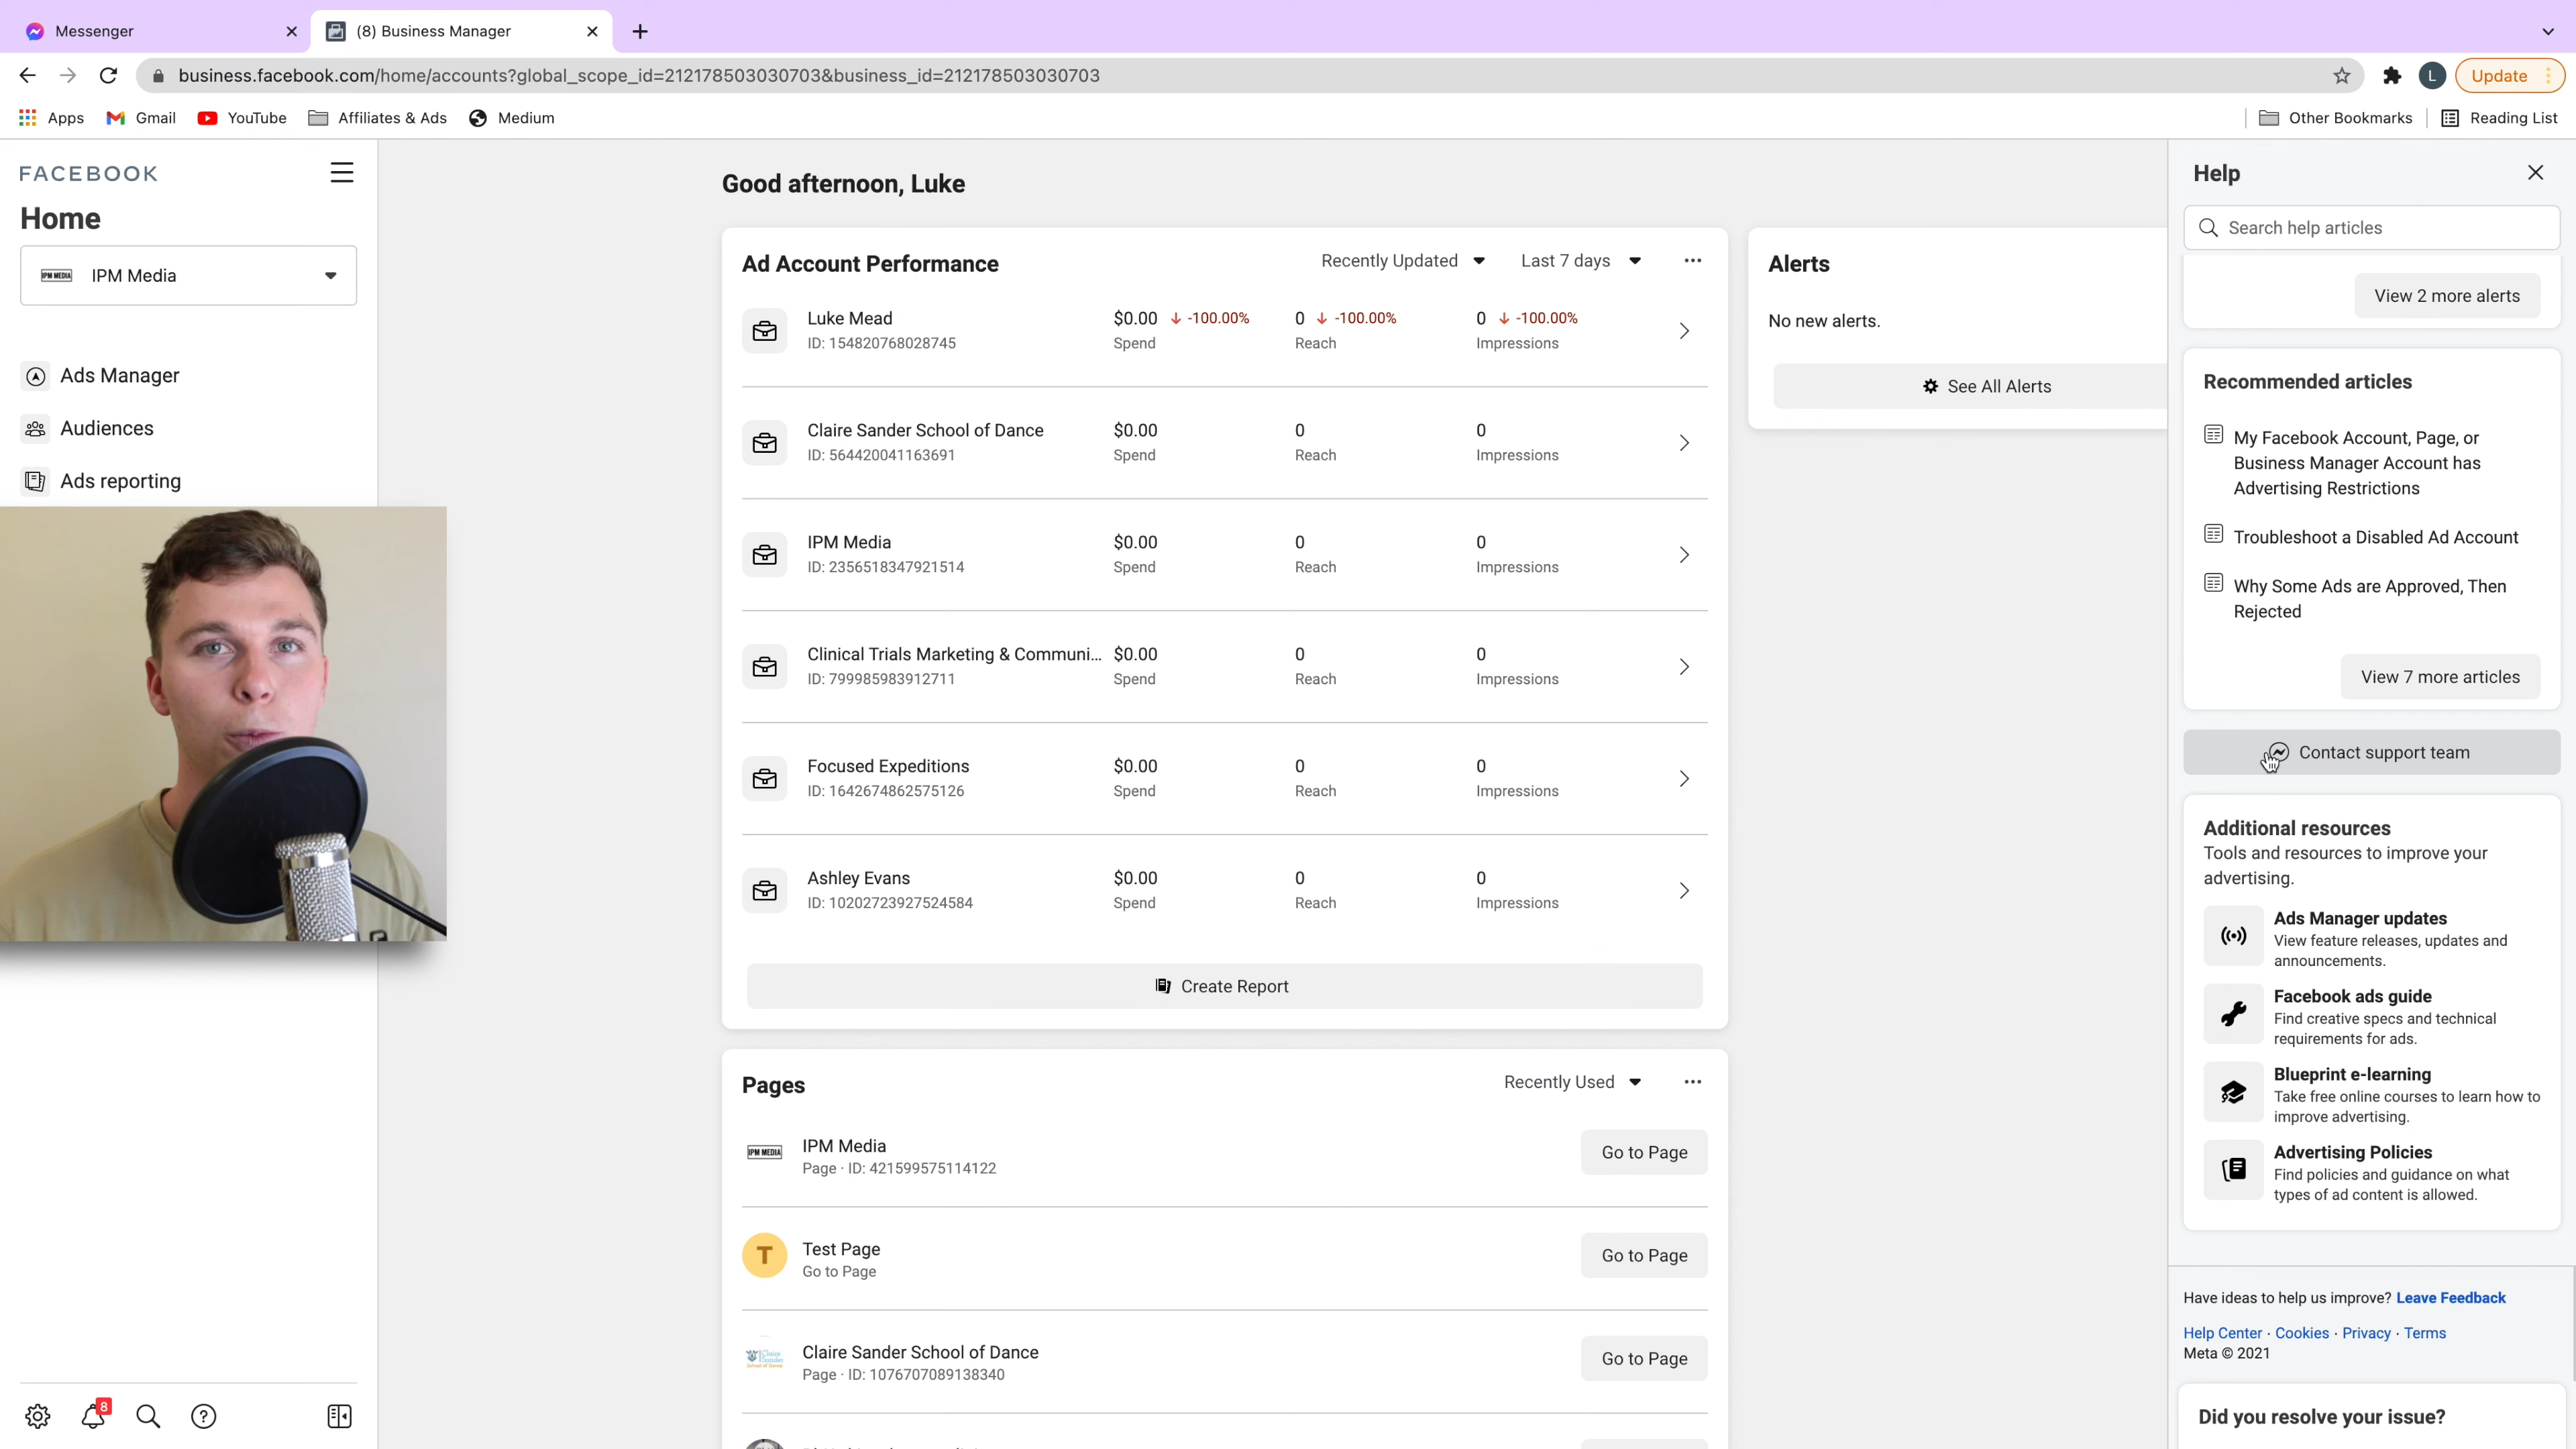 Messenger
(8) Business Manager
business.facebook.com/home/accounts?global_scope_id=212178503030703&business_id=212178503030703
L
Update
Apps
Gmail
YouTube
Affiliates & Ads
Medium
Other Bookmarks
Reading List
FACEBOOK
Home
IPM MEDIA
IPM Media
Ads Manager
Audiences
Ads reporting
8
Good afternoon, Luke
Ad Account Performance
Recently Updated
Last 7 days
Luke Mead
ID: 154820768028745
$0.00 -100.00%
Spend
0 -100.00%
Reach
0 -100.00%
Impressions
Claire Sander School of Dance
ID: 564420041163691
$0.00
Spend
0
Reach
0
Impressions
IPM Media
ID: 2356518347921514
$0.00
Spend
0
Reach
0
Impressions
Clinical Trials Marketing & Communi...
ID: 799985983912711
$0.00
Spend
0
Reach
0
Impressions
Focused Expeditions
ID: 1642674862575126
$0.00
Spend
0
Reach
0
Impressions
Ashley Evans
ID: 10202723927524584
$0.00
Spend
0
Reach
0
Impressions
Create Report
Pages
Recently Used
IPM MEDIA
IPM Media
Page · ID: 421599575114122
Go to Page
T
Test Page
Go to Page
Go to Page
Claire Sander School of Dance
Claire Sander School of Dance
Page · ID: 1076707089138340
Go to Page
Alerts
No new alerts.
See All Alerts
Help
Search help articles
View 2 more alerts
Recommended articles
My Facebook Account, Page, or
Business Manager Account has
Advertising Restrictions
Troubleshoot a Disabled Ad Account
Why Some Ads are Approved, Then
Rejected
View 7 more articles
Contact support team
Additional resources
Tools and resources to improve your
advertising.
Ads Manager updates
View feature releases, updates and
announcements.
Facebook ads guide
Find creative specs and technical
requirements for ads.
Blueprint e-learning
Take free online courses to learn how to
improve advertising.
Advertising Policies
Find policies and guidance on what
types of ad content is allowed.
Have ideas to help us improve? Leave Feedback
Help Center · Cookies · Privacy · Terms
Meta © 2021
Did you resolve your issue?